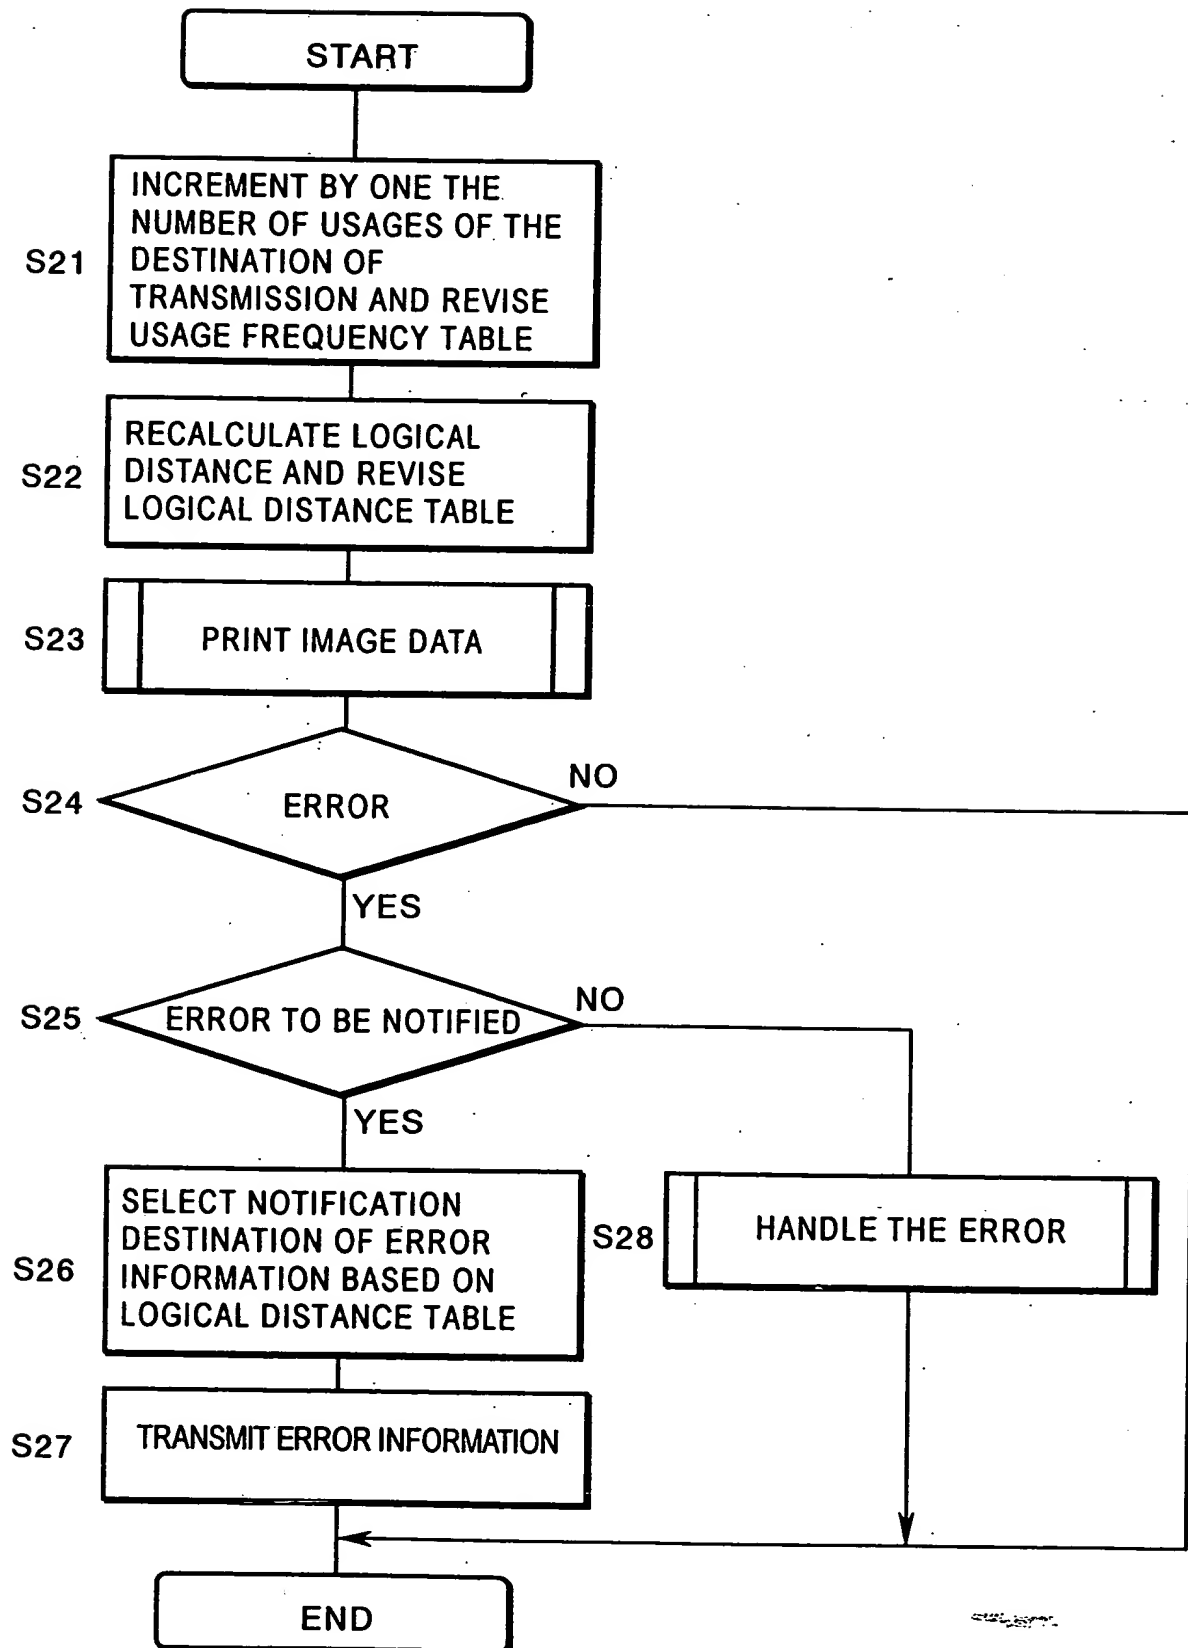 START
S21
INCREMENT BY ONE THE
NUMBER OF USAGES OF THE
DESTINATION OF
TRANSMISSION AND REVISE
USAGE FREQUENCY TABLE
S22
RECALCULATE LOGICAL
DISTANCE AND REVISE
LOGICAL DISTANCE TABLE
S23
PRINT IMAGE DATA
S24
ERROR
NO
YES
S25
ERROR TO BE NOTIFIED
NO
YES
S26
SELECT NOTIFICATION
DESTINATION OF ERROR
INFORMATION BASED ON
LOGICAL DISTANCE TABLE
S28
HANDLE THE ERROR
S27
TRANSMIT ERROR INFORMATION
END